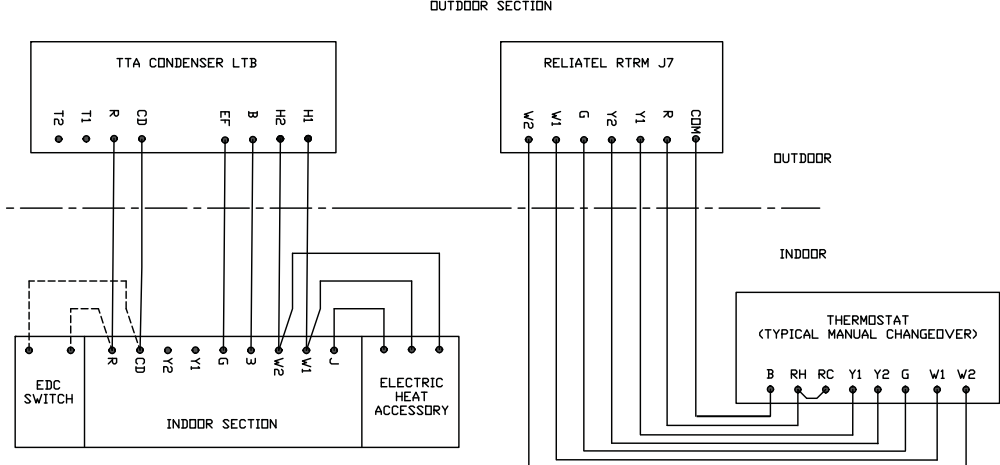 OUTDOOR SECTION
TTA CONDENSER LTB
T2 T1 R CD EF B H2 H1
RELIATEL RTRM J7
W2 W1 G Y2 Y1 R COM
OUTDOOR
INDOOR
THERMOSTAT
(TYPICAL MANUAL CHANGEOVER)
B RH RC Y1 Y2 G W1 W2
R CD Y2 Y1 G B W2 W1 J
EDC
SWITCH
INDOOR SECTION
ELECTRIC
HEAT
ACCESSORY